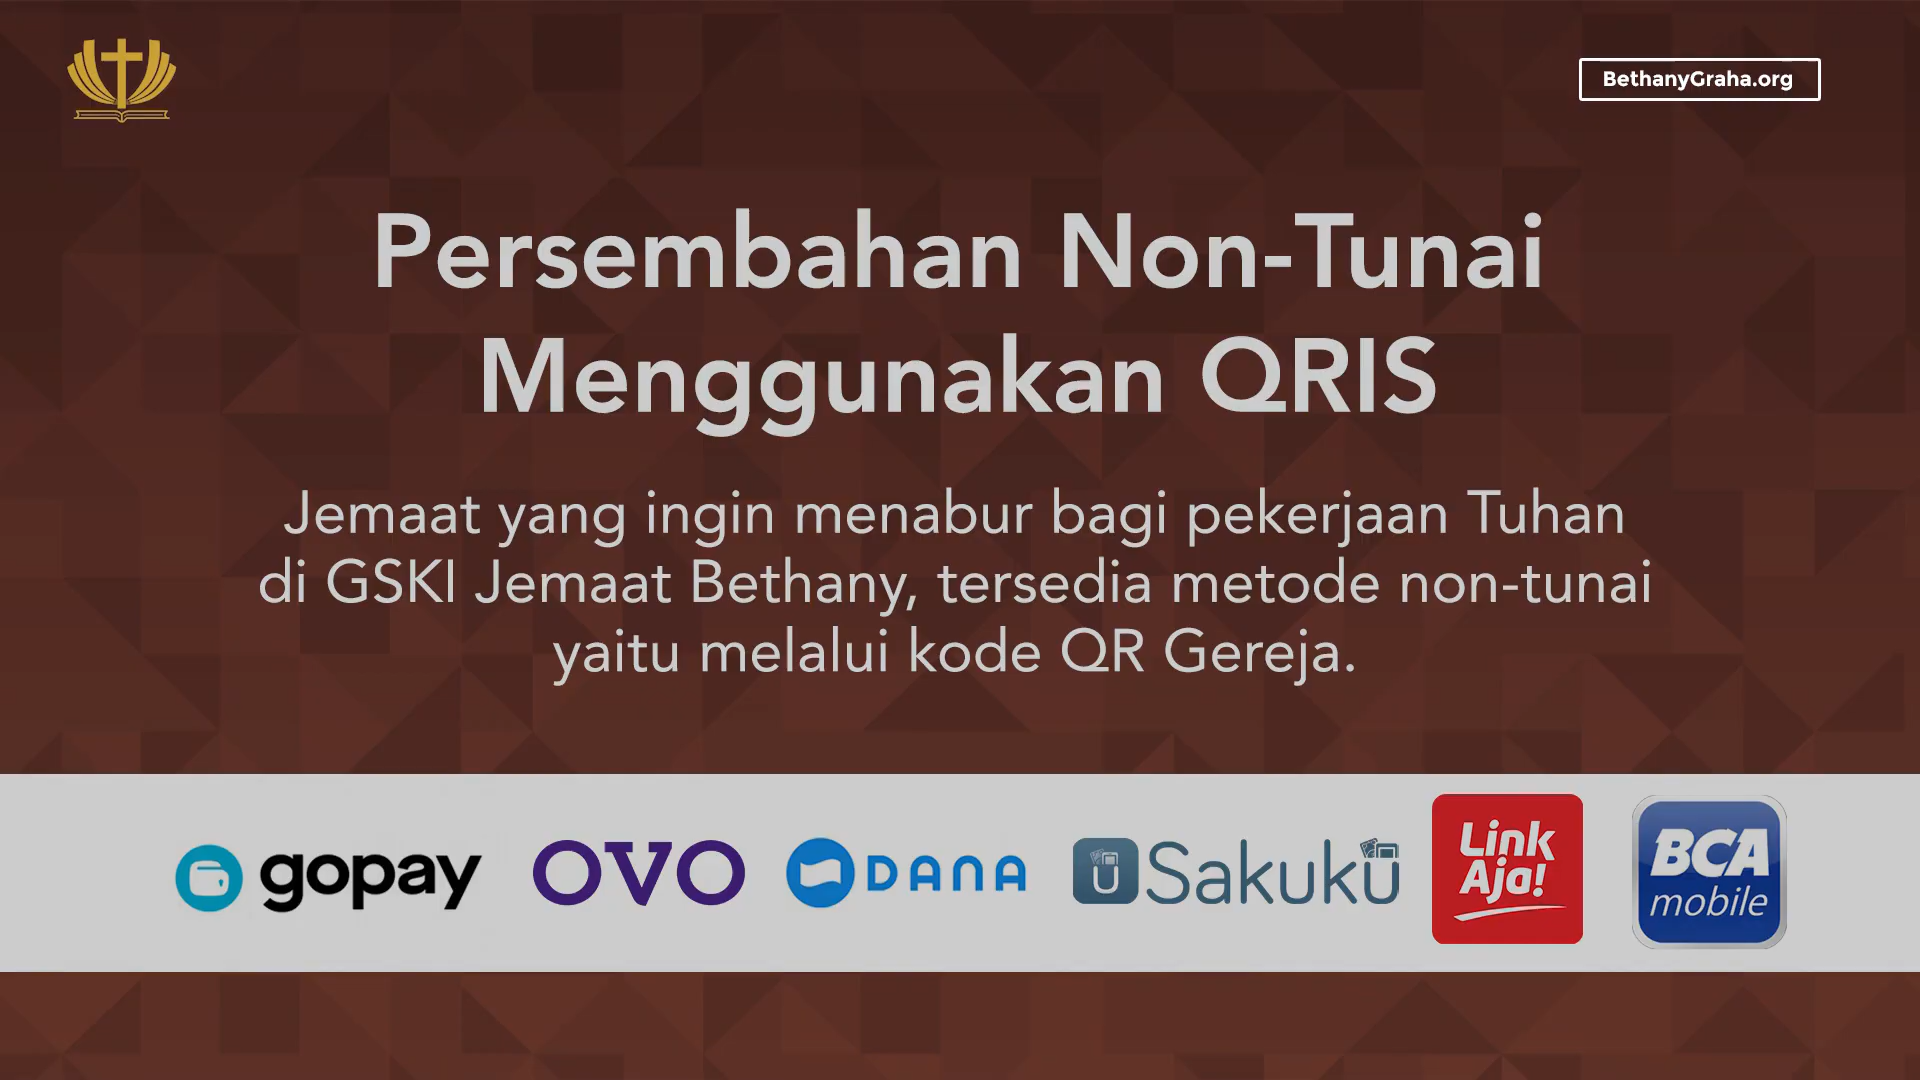 BethanyGraha.org
Persembahan Non-Tunai
Menggunakan QRIS
Jemaat yang ingin menabur bagi pekerjaan Tuhan
di GSKI Jemaat Bethany, tersedia metode non-tunai
yaitu melalui kode QR Gereja.
gopay
OVO
DANA
U
Sakuku
Link
Aja!
BCA
mobile